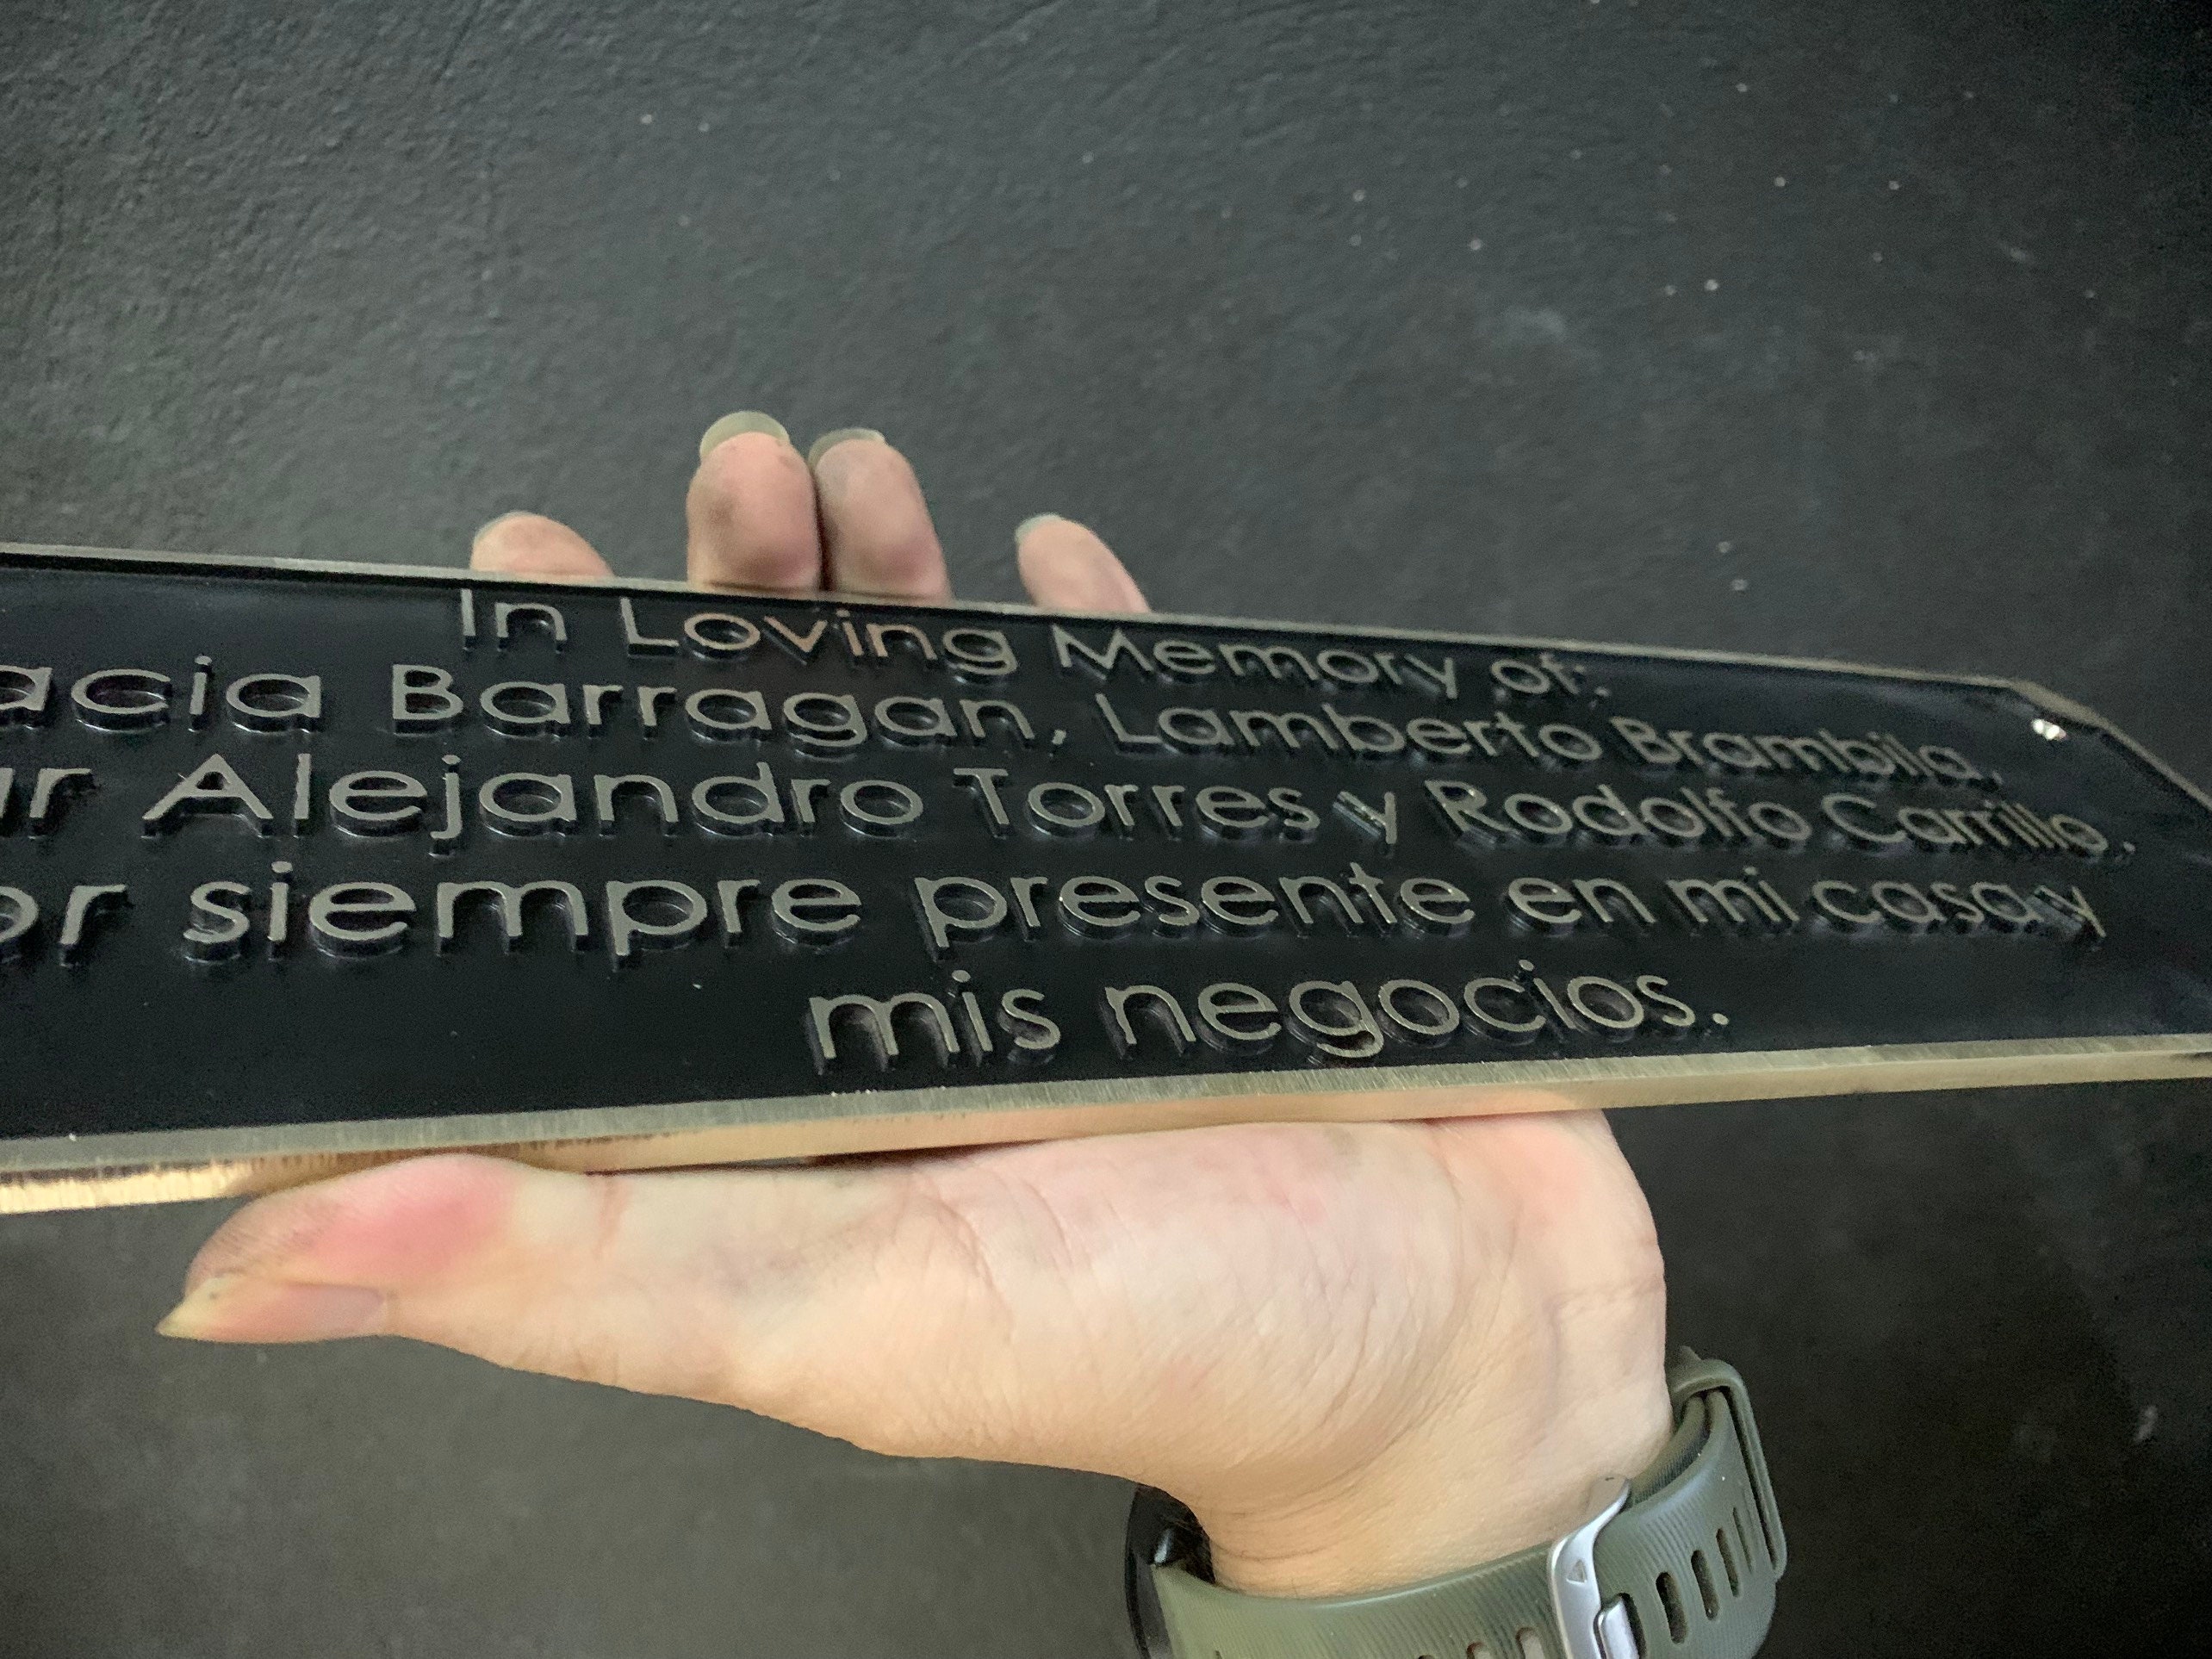 In Loving Memory of:
acia Barragan, Lamberto Brambila,
ar Alejandro Torres y Rodolfo Carrillo.
or siempre presente en mi casa y
mis negocios.